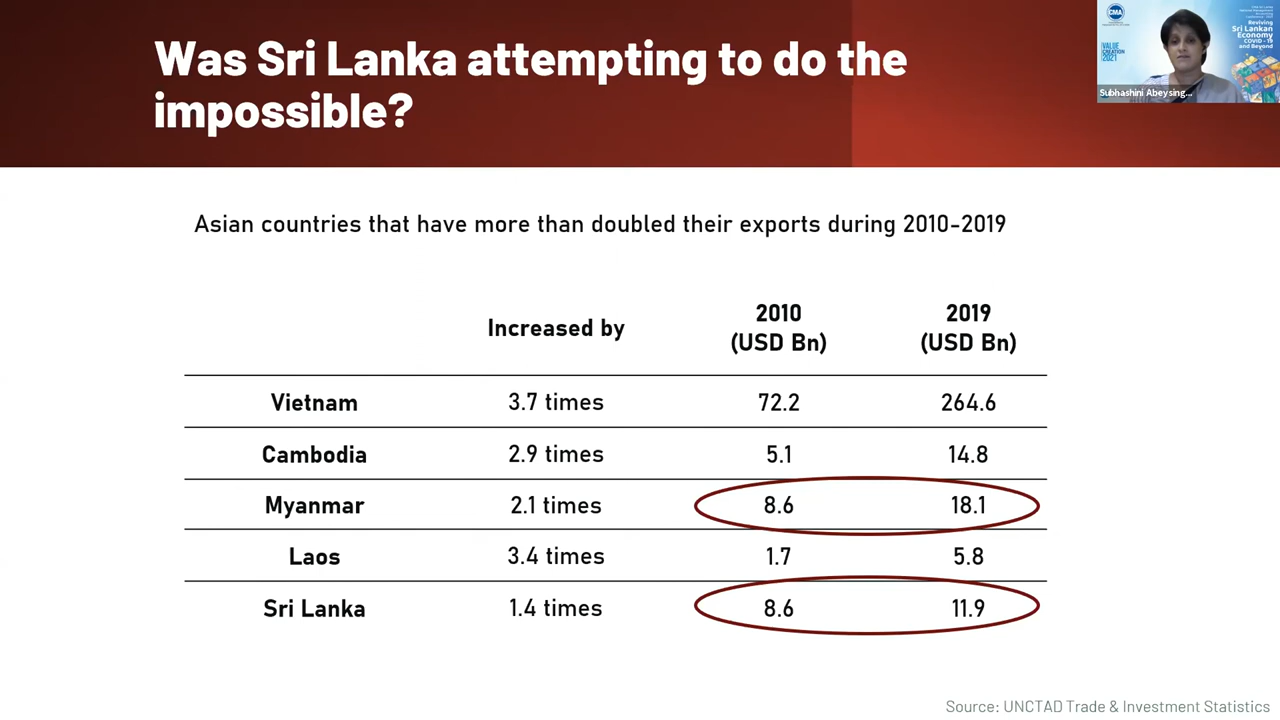 Was Sri Lanka attempting to do the
impossible?
CMA
CMA Sri Lanka
Reviving
Sri Lankan
Economy
COVID - 19
and Beyond
VALUE
CREATION
2021
Subhashini Abeysing...
Asian countries that have more than doubled their exports during 2010-2019
Increased by 2010 (USD Bn) 2019 (USD Bn)
Vietnam 3.7 times 72.2 264.6
Cambodia 2.9 times 5.1 14.8
Myanmar 2.1 times 8.6 18.1
Laos 3.4 times 1.7 5.8
Sri Lanka 1.4 times 8.6 11.9
Source: UNCTAD Trade & Investment Statistics